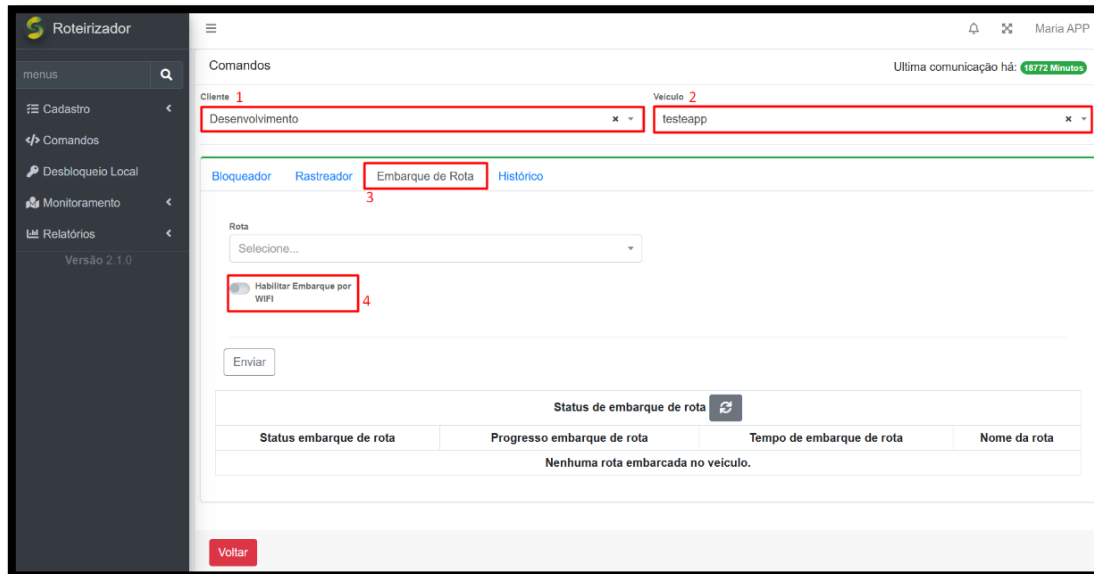 Roteirizador
Maria APP
menus
Cadastro
Comandos
Desbloqueio Local
Monitoramento
Relatórios
Versão 2.1.0
Comandos
Ultima comunicação há: 18772 Minutos
Cliente 1
Desenvolvimento
Veículo 2
testeapp
Bloqueador Rastreador Embarque de Rota Histórico
3
Rota
Selecione...
Habilitar Embarque por
WIFI
4
Enviar
Status de embarque de rota
Status embarque de rota Progresso embarque de rota Tempo de embarque de rota Nome da rota
Nenhuma rota embarcada no veículo.
Voltar